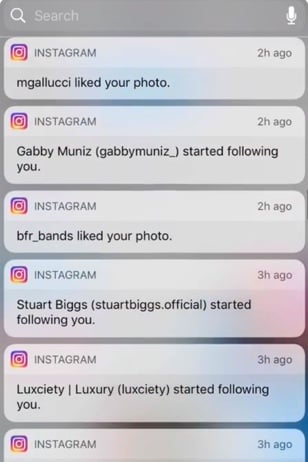 Search
INSTAGRAM 2h ago
mgallucci liked your photo.
INSTAGRAM 2h ago
Gabby Muniz (gabbymuniz_) started following
you.
INSTAGRAM 2h ago
bfr_bands liked your photo.
INSTAGRAM 3h ago
Stuart Biggs (stuartbiggs.official) started
following you.
INSTAGRAM 3h ago
Luxciety | Luxury (luxciety) started following
you.
INSTAGRAM 3h ago